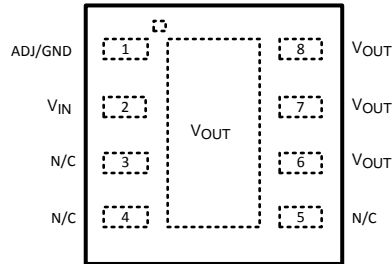 ADJ/GND 1 8 VOUT
VIN 2 7 VOUT
VOUT
N/C 3 6 VOUT
N/C 4 5 N/C